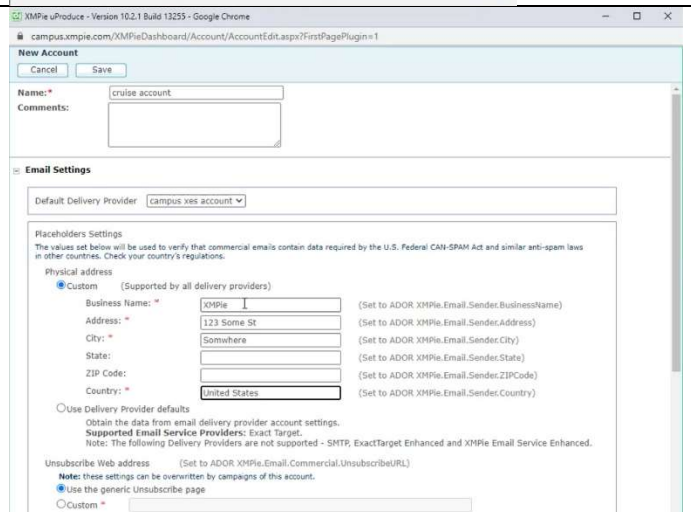 XMPie uProduce - Version 10.2.1 Build 13255 - Google Chrome
campus.xmpie.com/XMPieDashboard/Account/AccountEdit.aspx?FirstPagePlugin=1
New Account
Cancel Save
Name:* cruise account
Comments:
Email Settings
Default Delivery Provider campus xes account
Placeholders Settings
The values set below will be used to verify that commercial emails contain data required by the U.S. Federal CAN-SPAM Act and similar anti-spam laws
in other countries. Check your country's regulations.
Physical address
Custom (Supported by all delivery providers)
Business Name: * XMPie (Set to ADOR XMPie.Email.Sender.BusinessName)
Address: * 123 Some St (Set to ADOR XMPie.Email.Sender.Address)
City: * Somwhere (Set to ADOR XMPie.Email.Sender.City)
State: (Set to ADOR XMPie.Email.Sender.State)
ZIP Code: (Set to ADOR XMPie.Email.Sender.ZIPCode)
Country: * United States (Set to ADOR XMPie.Email.Sender.Country)
Use Delivery Provider defaults
Obtain the data from email delivery provider account settings.
Supported Email Service Providers: Exact Target.
Note: The following Delivery Providers are not supported - SMTP, ExactTarget Enhanced and XMPie Email Service Enhanced.
Unsubscribe Web address (Set to ADOR XMPie.Email.Commercial.UnsubscribeURL)
Note: these settings can be overwritten by campaigns of this account.
Use the generic Unsubscribe page
Custom *